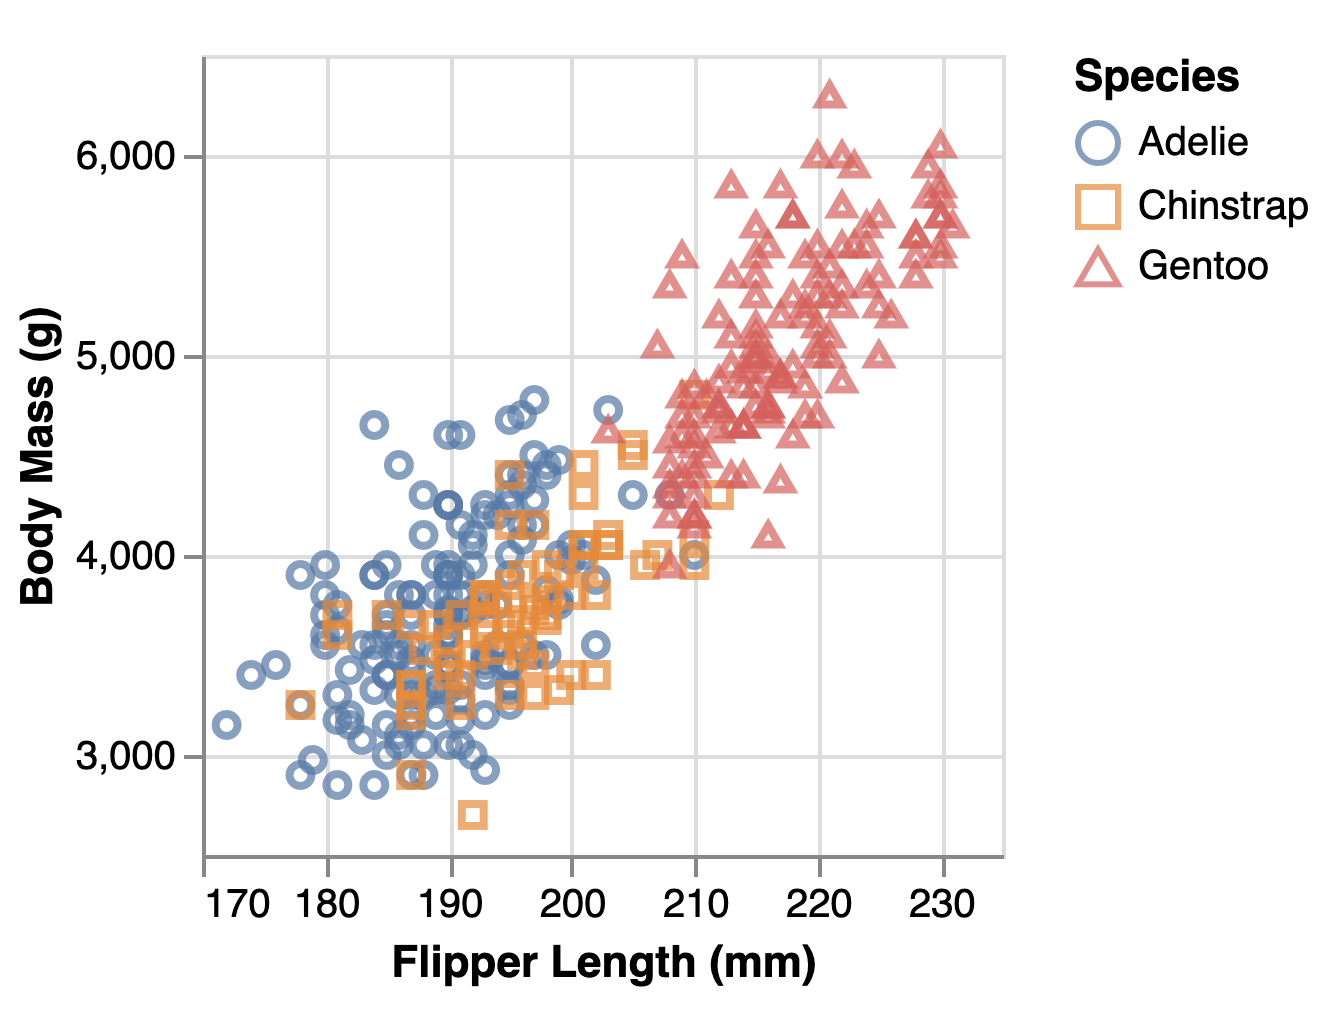 Species
Adelie
Chinstrap
Gentoo
6,000
5,000
4,000
3,000
Body Mass (g)
170 180 190 200 210 220 230
Flipper Length (mm)